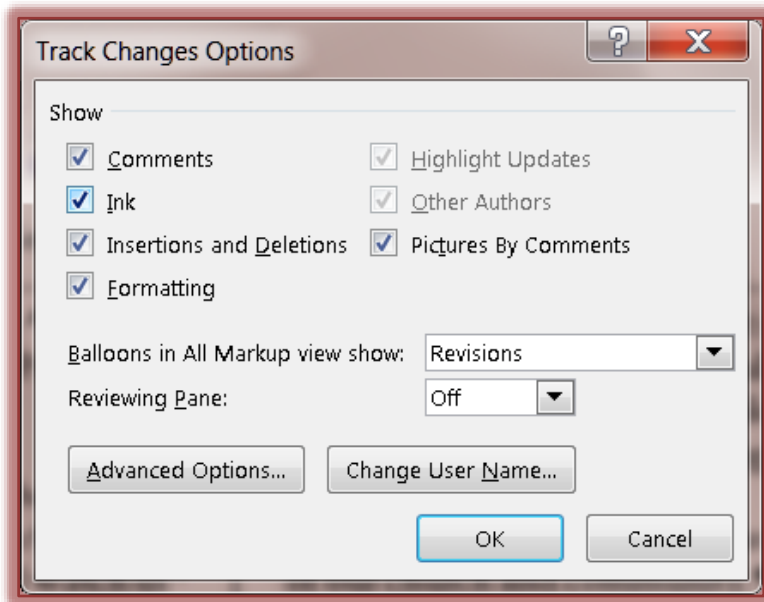 Track Changes Options
Show
Comments
Highlight Updates
Ink
Other Authors
Insertions and Deletions
Pictures By Comments
Formatting
Balloons in All Markup view show: Revisions
Reviewing Pane: Off
Advanced Options... Change User Name...
OK Cancel